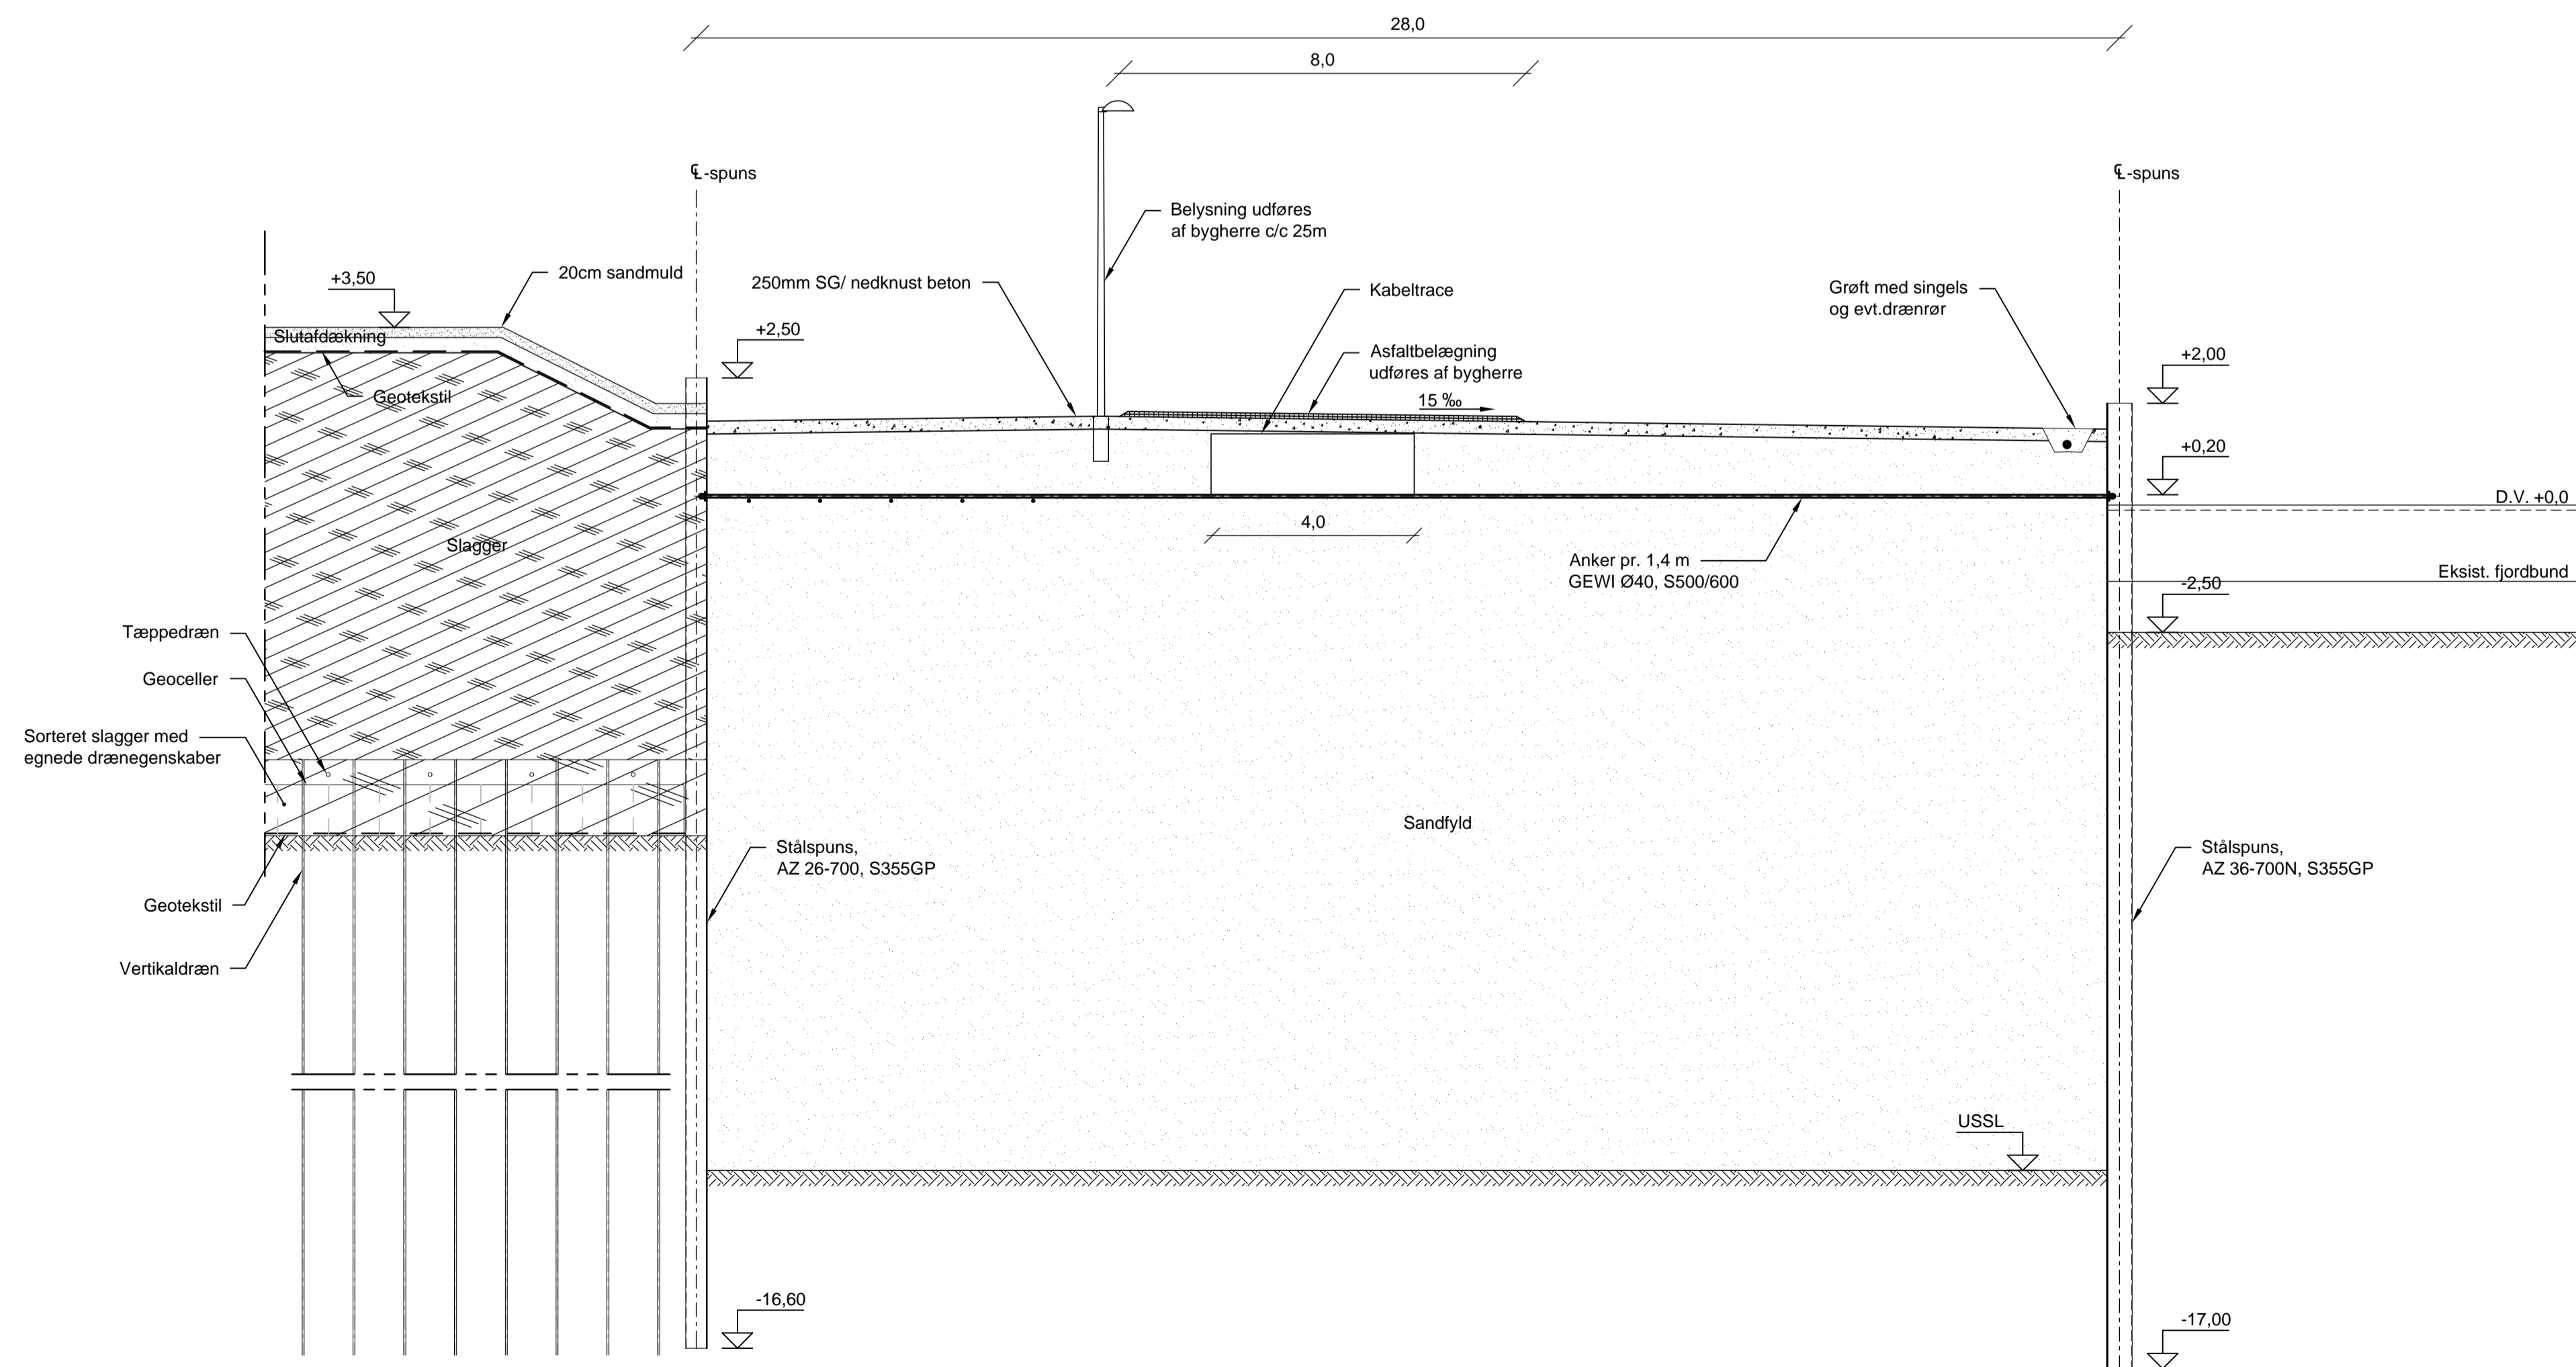 28,0
8,0
℄-spuns
℄-spuns
Belysning udføres
af bygherre c/c 25m
20cm sandmuld
+3,50
250mm SG/ nedknust beton
Kabeltrace
Grøft med singels
og evt.drænrør
Slutafdækning
+2,50
Asfaltbelægning
udføres af bygherre
+2,00
Geotekstil
15 ‰
+0,20
D.V. +0,0
4,0
Slagger
Anker pr. 1,4 m
GEWI Ø40, S500/600
Eksist. fjordbund
-2,50
Tæppedræn
Geoceller
Sorteret slagger med
egnede drænegenskaber
Sandfyld
Stålspuns,
AZ 26-700, S355GP
Stålspuns,
AZ 36-700N, S355GP
Geotekstil
Vertikaldræn
USSL
-16,60
-17,00